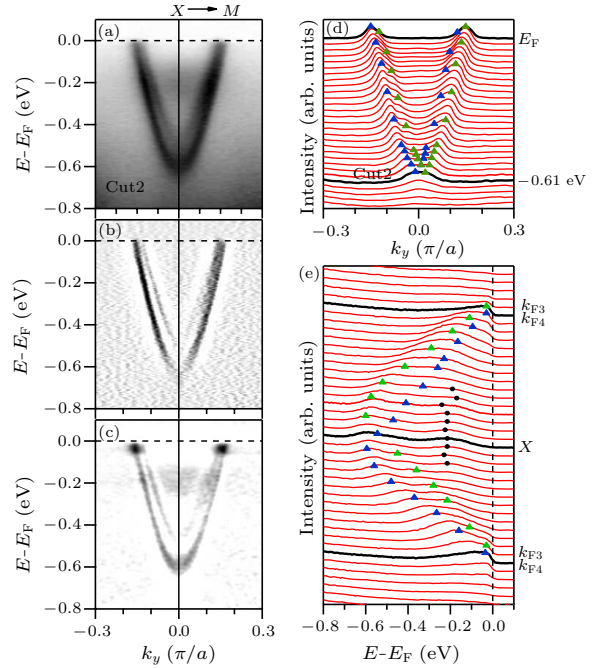 X → M
(a)
0.0
−0.2
−0.4
−0.6
−0.8
E-EF (eV)
Cut2
(b)
0.0
−0.2
−0.4
−0.6
−0.8
E-EF (eV)
(c)
0.0
−0.2
−0.4
−0.6
−0.8
E-EF (eV)
−0.3 0.0 0.3
ky (π/a)
(d)
EF
Intensity (arb. units)
Cut2
−0.61 eV
−0.3 0.0 0.3
ky (π/a)
(e)
kF3
kF4
Intensity (arb. units)
X
kF3
kF4
−0.8 −0.6 −0.4 −0.2 0.0
E-EF (eV)